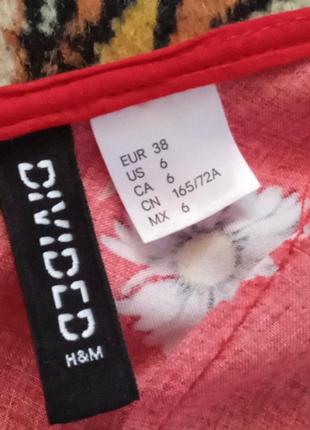 DIVIDED
H&M
EUR 38
US 6
CA 6
CN 165/72A
MX 6